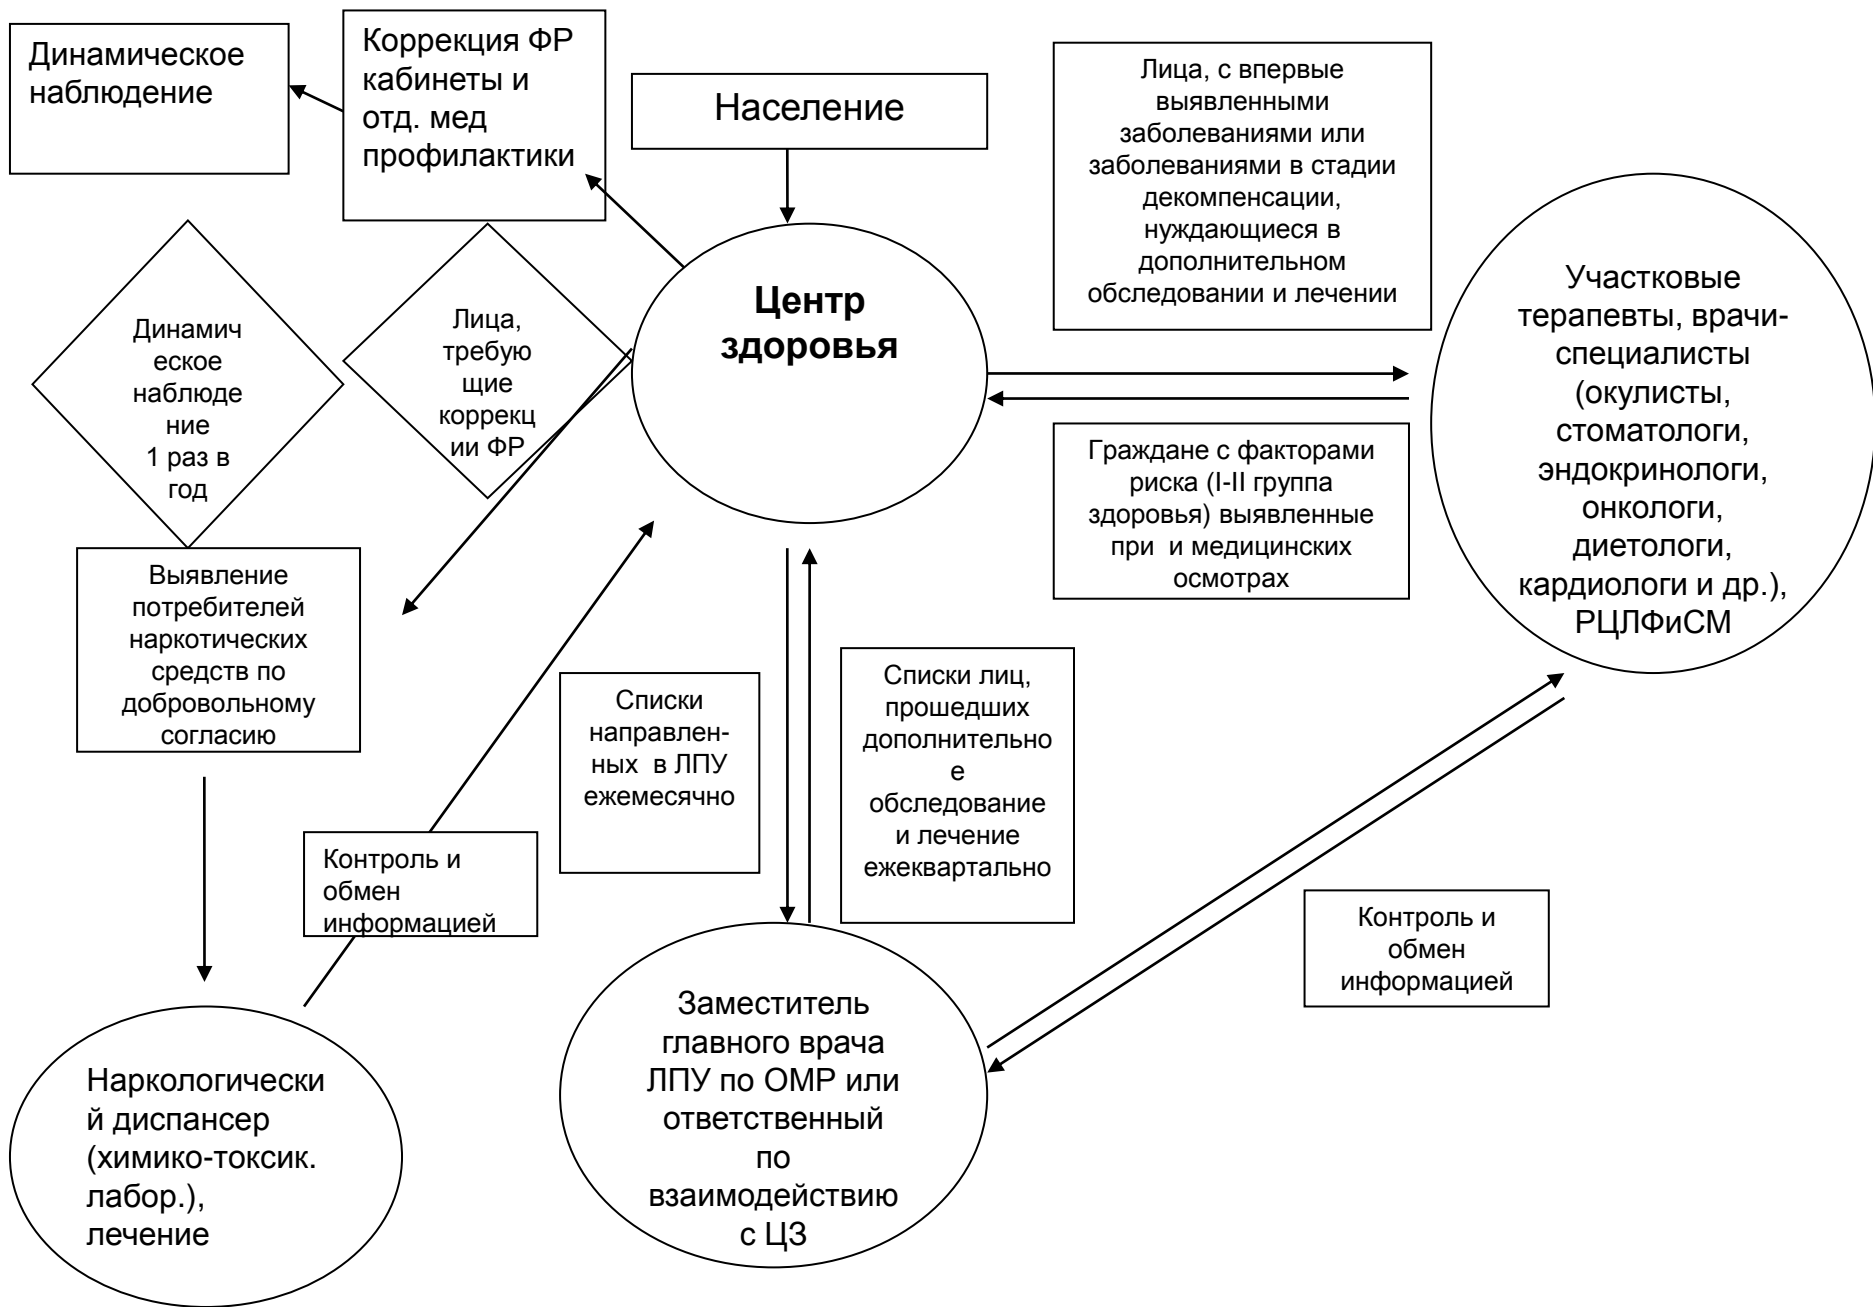 Динамическое
наблюдение
Коррекция ФР
кабинеты и
отд. мед
профилактики
Население
Лица, с впервые
выявленными
заболеваниями или
заболеваниями в стадии
декомпенсации,
нуждающиеся в
дополнительном
обследовании и лечении
Участковые
терапевты, врачи-
специалисты
(окулисты,
стоматологи,
эндокринологи,
онкологи,
диетологи,
кардиологи и др.),
РЦЛФиСМ
Динамич
еское
наблюде
ние
1 раз в
год
Лица,
требую
щие
коррекц
ии ФР
Центр
здоровья
Граждане с факторами
риска (I-II группа
здоровья) выявленные
при  и медицинских
осмотрах
Выявление
потребителей
наркотических
средств по
добровольному
согласию
Списки
направлен-
ных  в ЛПУ
ежемесячно
Списки лиц,
прошедших
дополнительно
е
обследование
и лечение
ежеквартально
Контроль и
обмен
информацией
Контроль и
обмен
информацией
Наркологически
й диспансер
(химико-токсик.
лабор.),
лечение
Заместитель
главного врача
ЛПУ по ОМР или
ответственный
по
взаимодействию
с ЦЗ